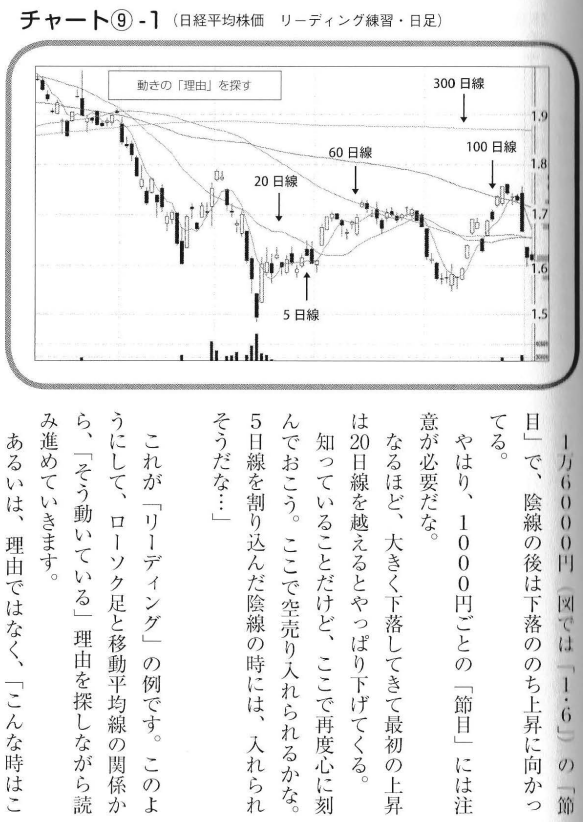 チャート⑨-1（日経平均株価　リーディング練習・日足）
動きの「理由」を探す
300 日線
100 日線
60 日線
20 日線
5 日線
1.9
1.8
1.7
1.6
1.5
1万6000円（図では「1・6」）の「節
目」で、陰線の後は下落ののち上昇に向かっ
てる。
やはり、1000円ごとの「節目」には注
意が必要だな。
なるほど、大きく下落してきて最初の上昇
は20日線を越えるとやっぱり下げてくる。
知っていることだけど、ここで再度心に刻
んでおこう。ここで空売り入れられるかな。
5日線を割り込んだ陰線の時には、入れられ
そうだな…」
これが「リーディング」の例です。このよ
うにして、ローソク足と移動平均線の関係か
ら、「そう動いている」理由を探しながら読
み進めていきます。
あるいは、理由ではなく、「こんな時はこ